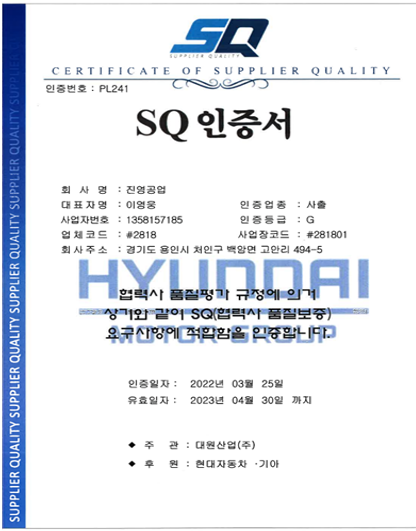 SQ
SUPPLIER QUALITY
CERTIFICATE OF SUPPLIER QUALITY
인증번호 : PL241
SQ 인증서
회 사 명 : 진영공업
대표자명 : 이영웅 인증업종 : 사출
사업자번호 : 1358157185 인증등급 : G
업체코드 : #2818 사업장코드 : #281801
회사주소 : 경기도 용인시 처인구 백암면 고안리 494-5
HYUNDAI
MOTOR GROUP
협력사 품질평가 규정에 의거
상기와 같이 SQ(협력사 품질보증)
요구사항에 적합함을 인증합니다.
인증일자 : 2022년 03월 25일
유효일자 : 2023년 04월 30일 까지
◆ 주 관 : 대원산업(주)
◆ 후 원 : 현대자동차 ·기아
SUPPLIER QUALITY SUPPLIER QUALITY SUPPLIER QUALITY SUPPLIER QUALITY SUPPLIER